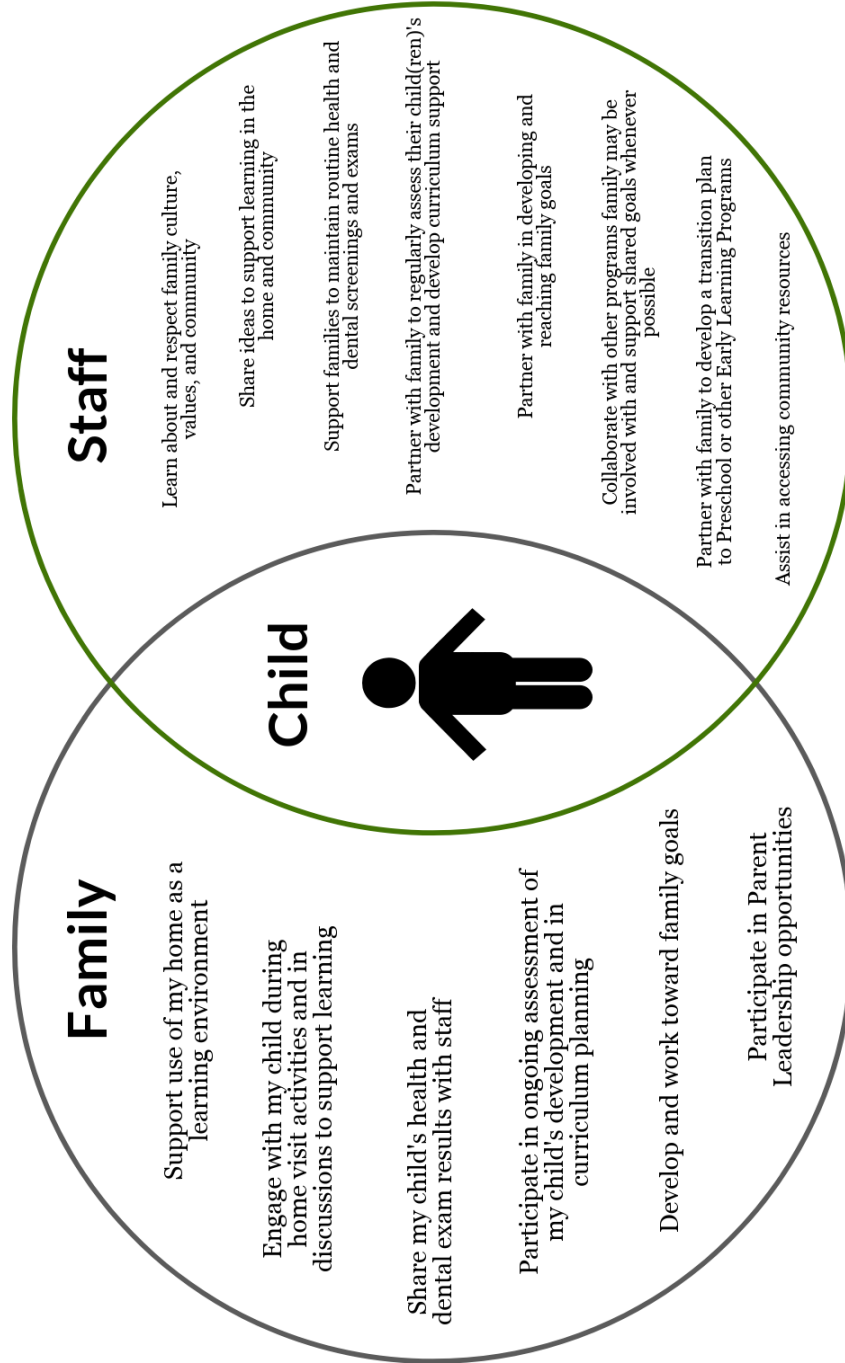 Family
Support use of my home as a
learning environment
Engage with my child during
home visit activities and in
discussions to support learning
Share my child's health and
dental exam results with staff
Participate in ongoing assessment of
my child's development and in
curriculum planning
Develop and work toward family goals
Participate in Parent
Leadership opportunities
Child
Staff
Learn about and respect family culture,
values, and community
Share ideas to support learning in the
home and community
Support families to maintain routine health and
dental screenings and exams
Partner with family to regularly assess their child(ren)'s
development and develop curriculum support
Partner with family in developing and
reaching family goals
Collaborate with other programs family may be
involved with and support shared goals whenever
possible
Partner with family to develop a transition plan
to Preschool or other Early Learning Programs
Assist in accessing community resources